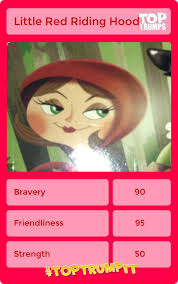 Little Red Riding Hood
TOP
TRUMPS
Bravery 90
Friendliness 95
Strength 50
#TOPTRUMPIT